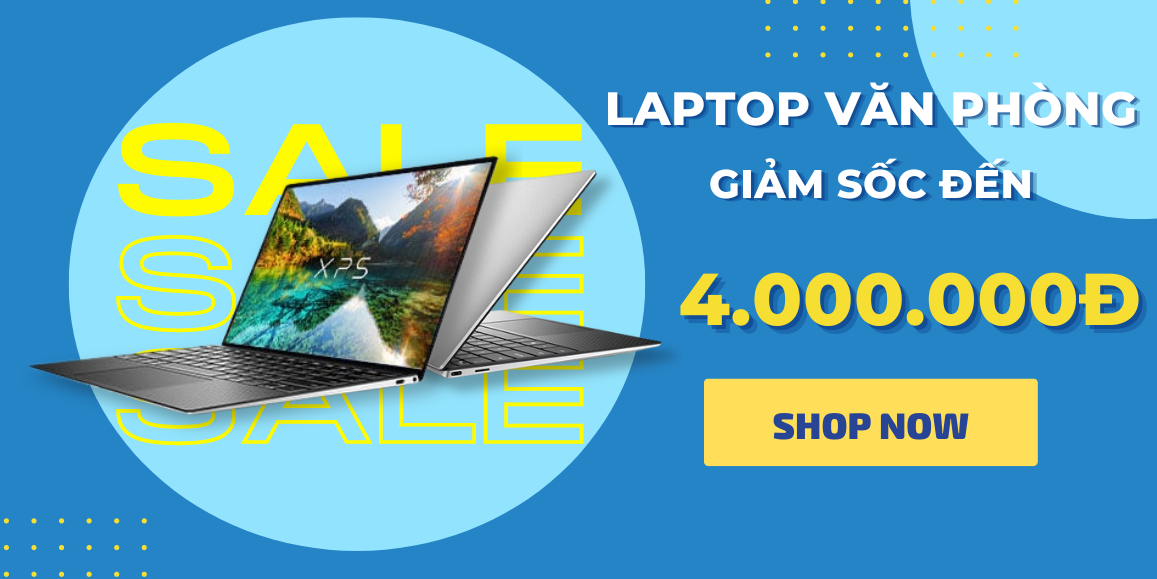 SALE
SALE
SALE
XPS
LAPTOP VĂN PHÒNG
GIẢM SỐC ĐẾN
4.000.000Đ
SHOP NOW